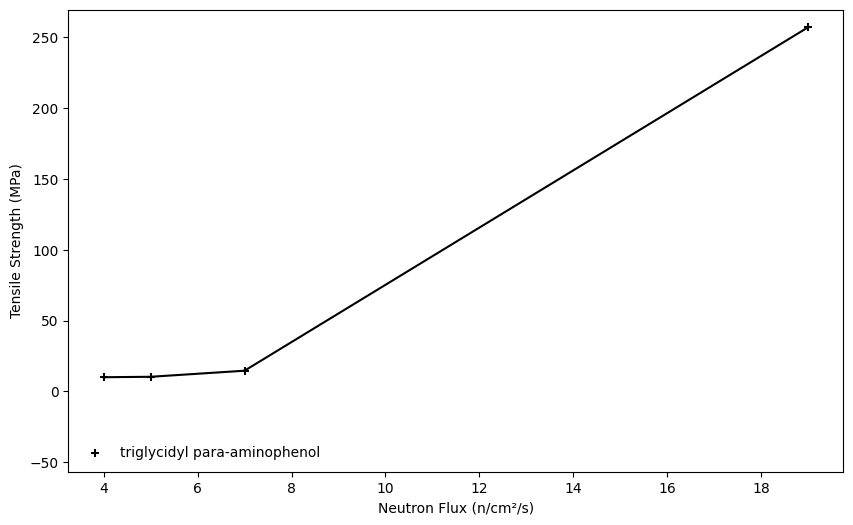 250
200
150
100
50
0
−50
Tensile Strength (MPa)
triglycidyl para-aminophenol
4 6 8 10 12 14 16 18
Neutron Flux (n/cm²/s)